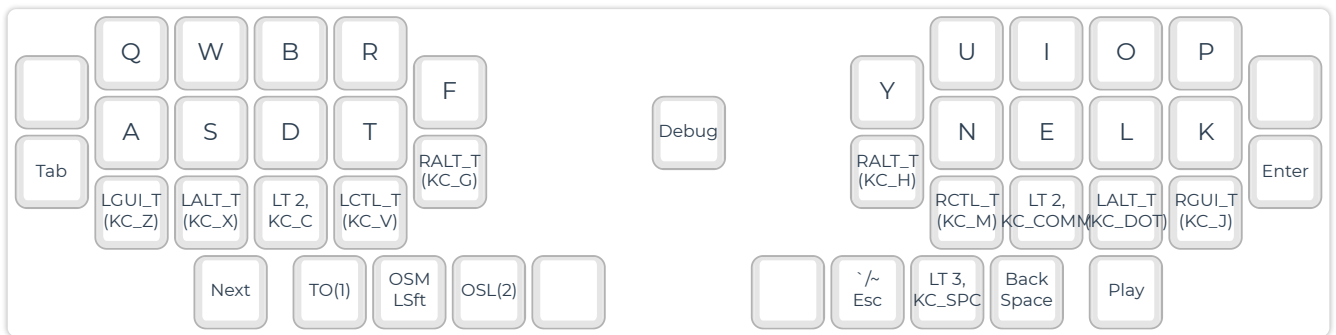 Q W B R
U I O P
F
Y
A S D T
Debug
N E L K
Tab
RALT_T
(KC_G)
RALT_T
(KC_H)
Enter
LGUI_T
(KC_Z)
LALT_T
(KC_X)
LT 2,
KC_C
LCTL_T
(KC_V)
RCTL_T
(KC_M)
LT 2,
KC_COMM
LALT_T
(KC_DOT)
RGUI_T
(KC_J)
Next
TO(1)
OSM
LSft
OSL(2)
`/~
Esc
LT 3,
KC_SPC
Back
Space
Play